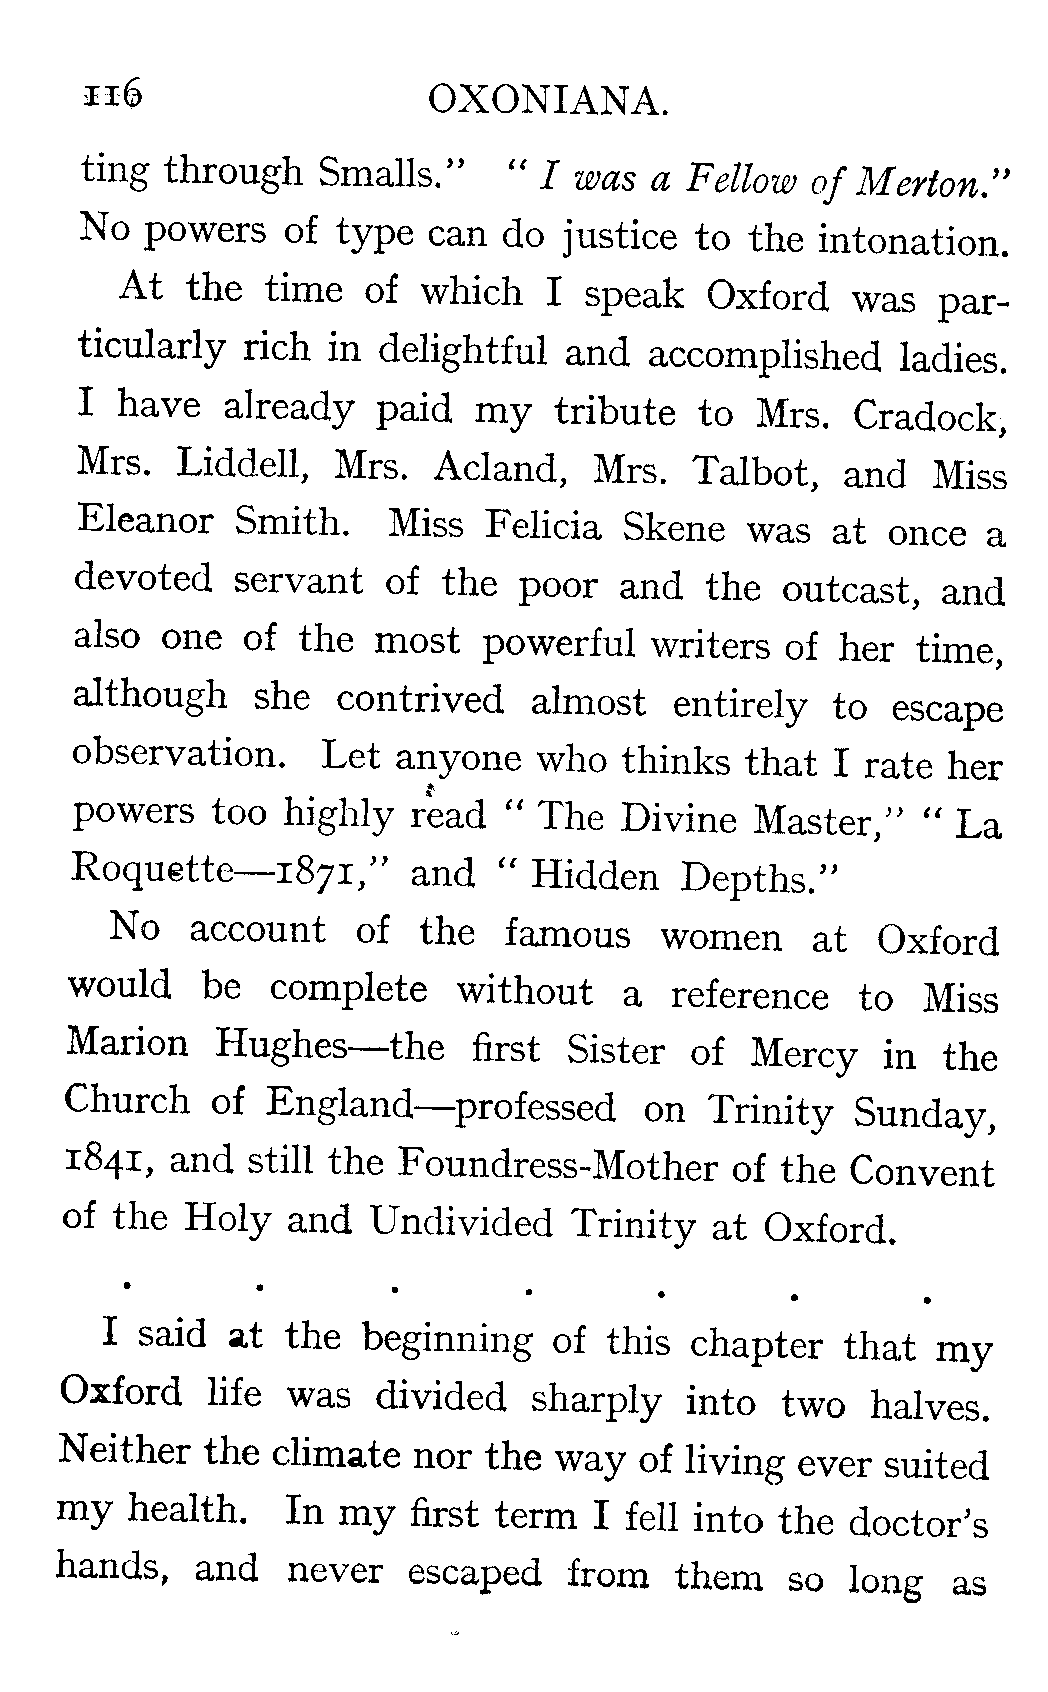 116 OXONIANA.
ting through Smalls." " I was a Fellow of Merton."
No powers of type can do justice to the intonation.
At the time of which I speak Oxford was par-
ticularly rich in delightful and accomplished ladies.
I have already paid my tribute to Mrs. Cradock,
Mrs. Liddell, Mrs. Acland, Mrs. Talbot, and Miss
Eleanor Smith. Miss Felicia Skene was at once a
devoted servant of the poor and the outcast, and
also one of the most powerful writers of her time,
although she contrived almost entirely to escape
observation. Let anyone who thinks that I rate her
powers too highly read " The Divine Master," " La
Roquette—1871," and " Hidden Depths."
No account of the famous women at Oxford
would be complete without a reference to Miss
Marion Hughes—the first Sister of Mercy in the
Church of England—professed on Trinity Sunday,
1841, and still the Foundress-Mother of the Convent
of the Holy and Undivided Trinity at Oxford.
. . . . . . .
I said at the beginning of this chapter that my
Oxford life was divided sharply into two halves.
Neither the climate nor the way of living ever suited
my health. In my first term I fell into the doctor's
hands, and never escaped from them so long as